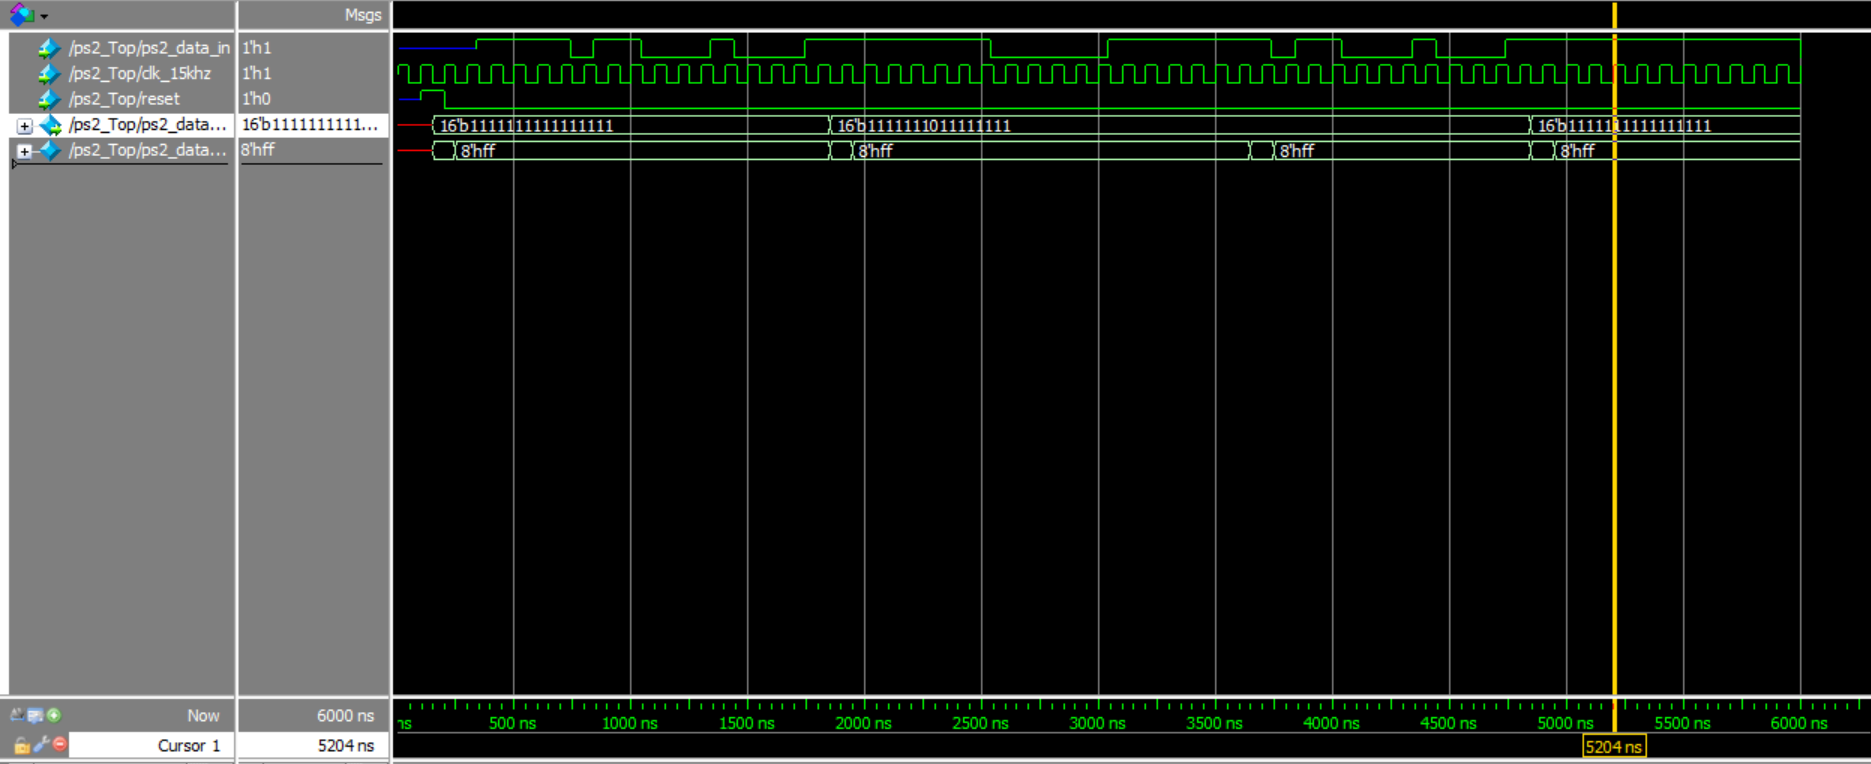 Msgs
/ps2_Top/ps2_data_in 1'h1
/ps2_Top/clk_15khz 1'h1
/ps2_Top/reset 1'h0
/ps2_Top/ps2_data... 16'b1111111111... 16'b1111111111111111 16'b1111111011111111 16'b1111111111111111
/ps2_Top/ps2_data... 8'hff 8'hff 8'hff 8'hff 8'hff
Now 6000 ns ns 500 ns 1000 ns 1500 ns 2000 ns 2500 ns 3000 ns 3500 ns 4000 ns 4500 ns 5000 ns 5500 ns 6000 ns
Cursor 1 5204 ns 5204 ns